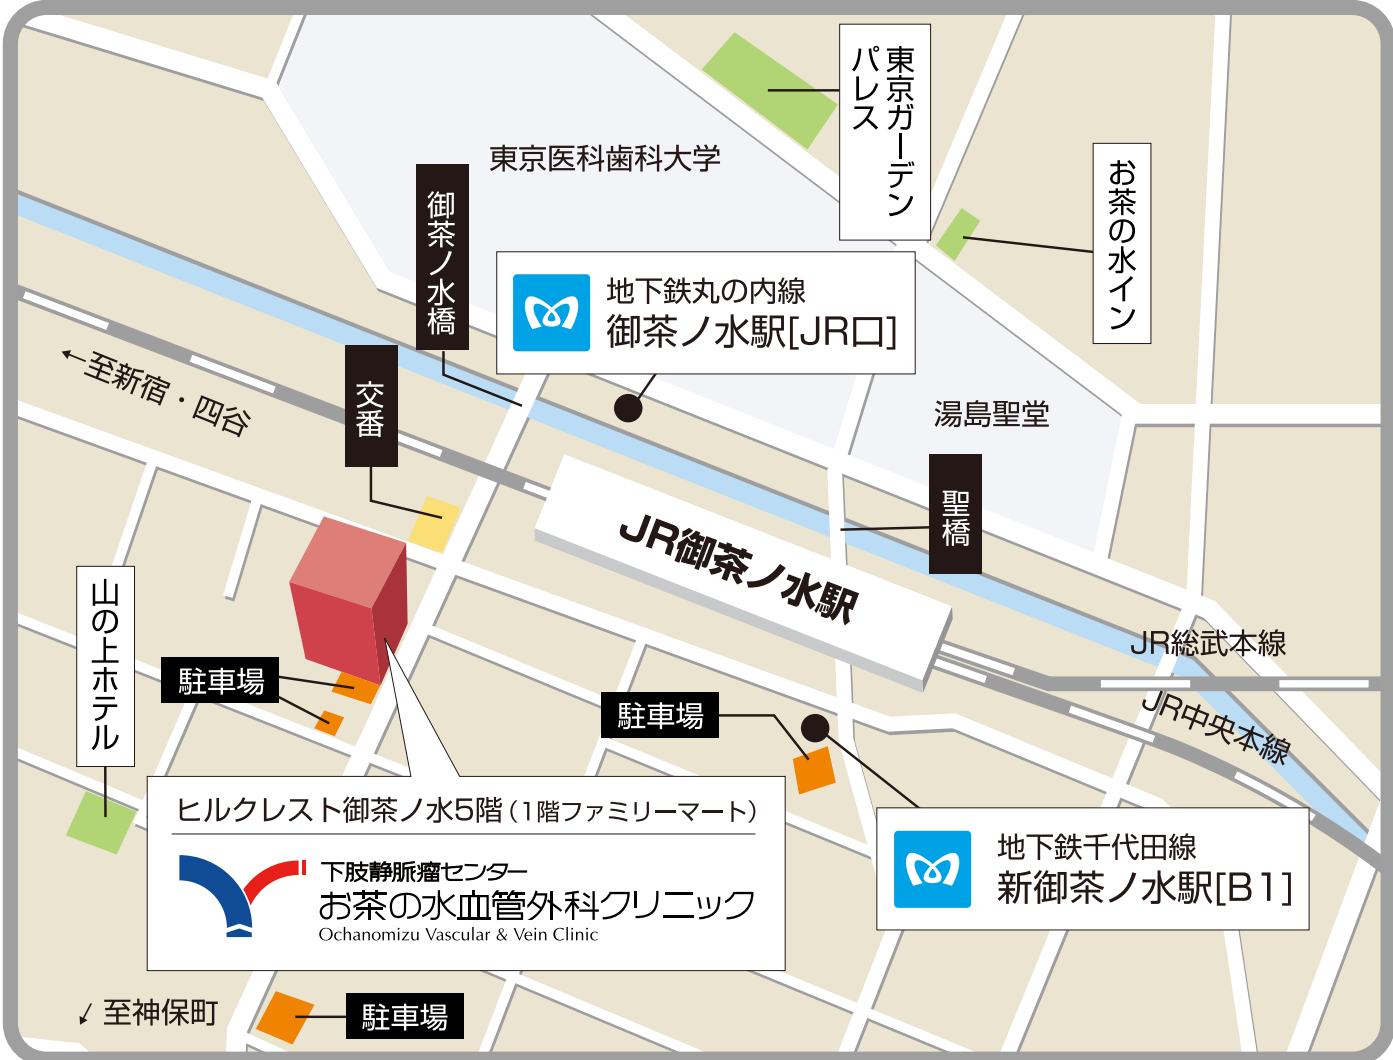 東京ガーデン
パレス
東京医科歯科大学
お茶の水イン
御茶ノ水橋
地下鉄丸の内線
御茶ノ水駅[JR口]
←至新宿・四谷
交番
湯島聖堂
聖橋
JR御茶ノ水駅
山の上ホテル
JR総武本線
駐車場
駐車場
JR中央本線
ヒルクレスト御茶ノ水5階(1階ファミリーマート)
下肢静脈瘤センター
お茶の水血管外科クリニック
Ochanomizu Vascular & Vein Clinic
地下鉄千代田線
新御茶ノ水駅[B1]
↙至神保町
駐車場